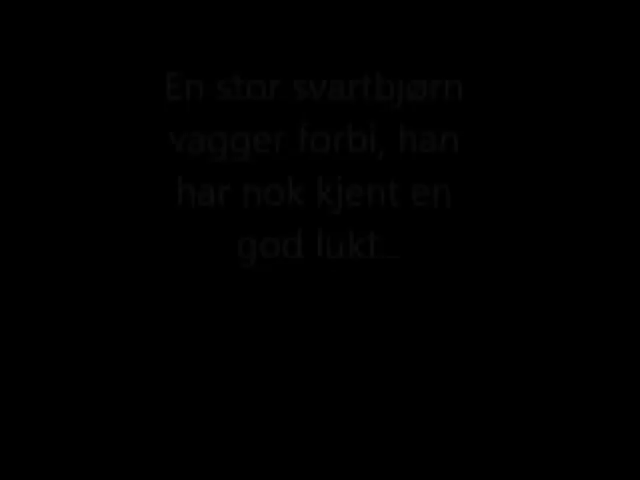 En stor svartbjørn
vagger forbi, han
har nok kjent en
god lukt...